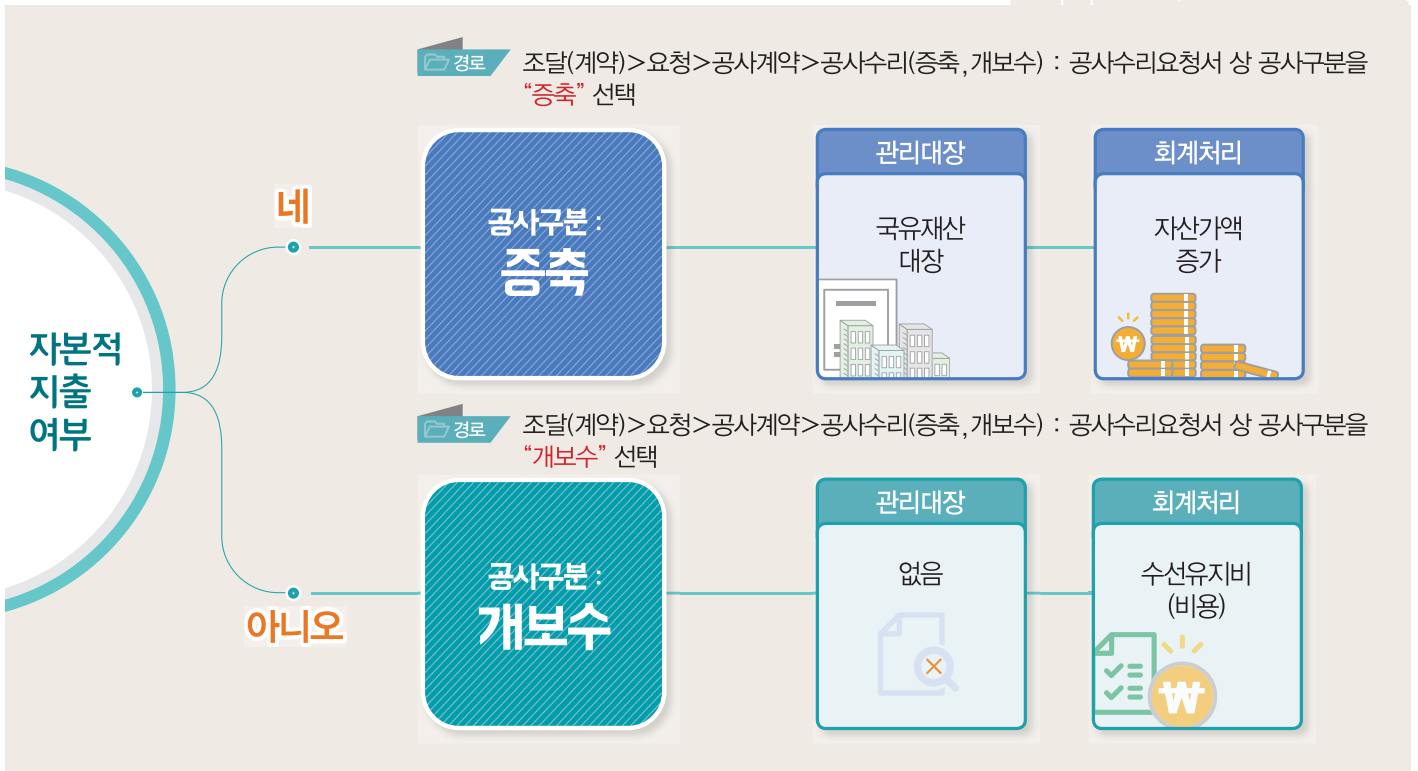 경로 조달(계약)>요청>공사계약>공사수리(증축,개보수) : 공사수리요청서 상 공사구분을
“증축” 선택
네
공사구분 :
증축
관리대장
국유재산
대장
회계처리
자산가액
증가
₩
자본적
지출
여부
경로 조달(계약)>요청>공사계약>공사수리(증축,개보수) : 공사수리요청서 상 공사구분을
“개보수” 선택
아니오
공사구분 :
개보수
관리대장
없음
회계처리
수선유지비
(비용)
₩